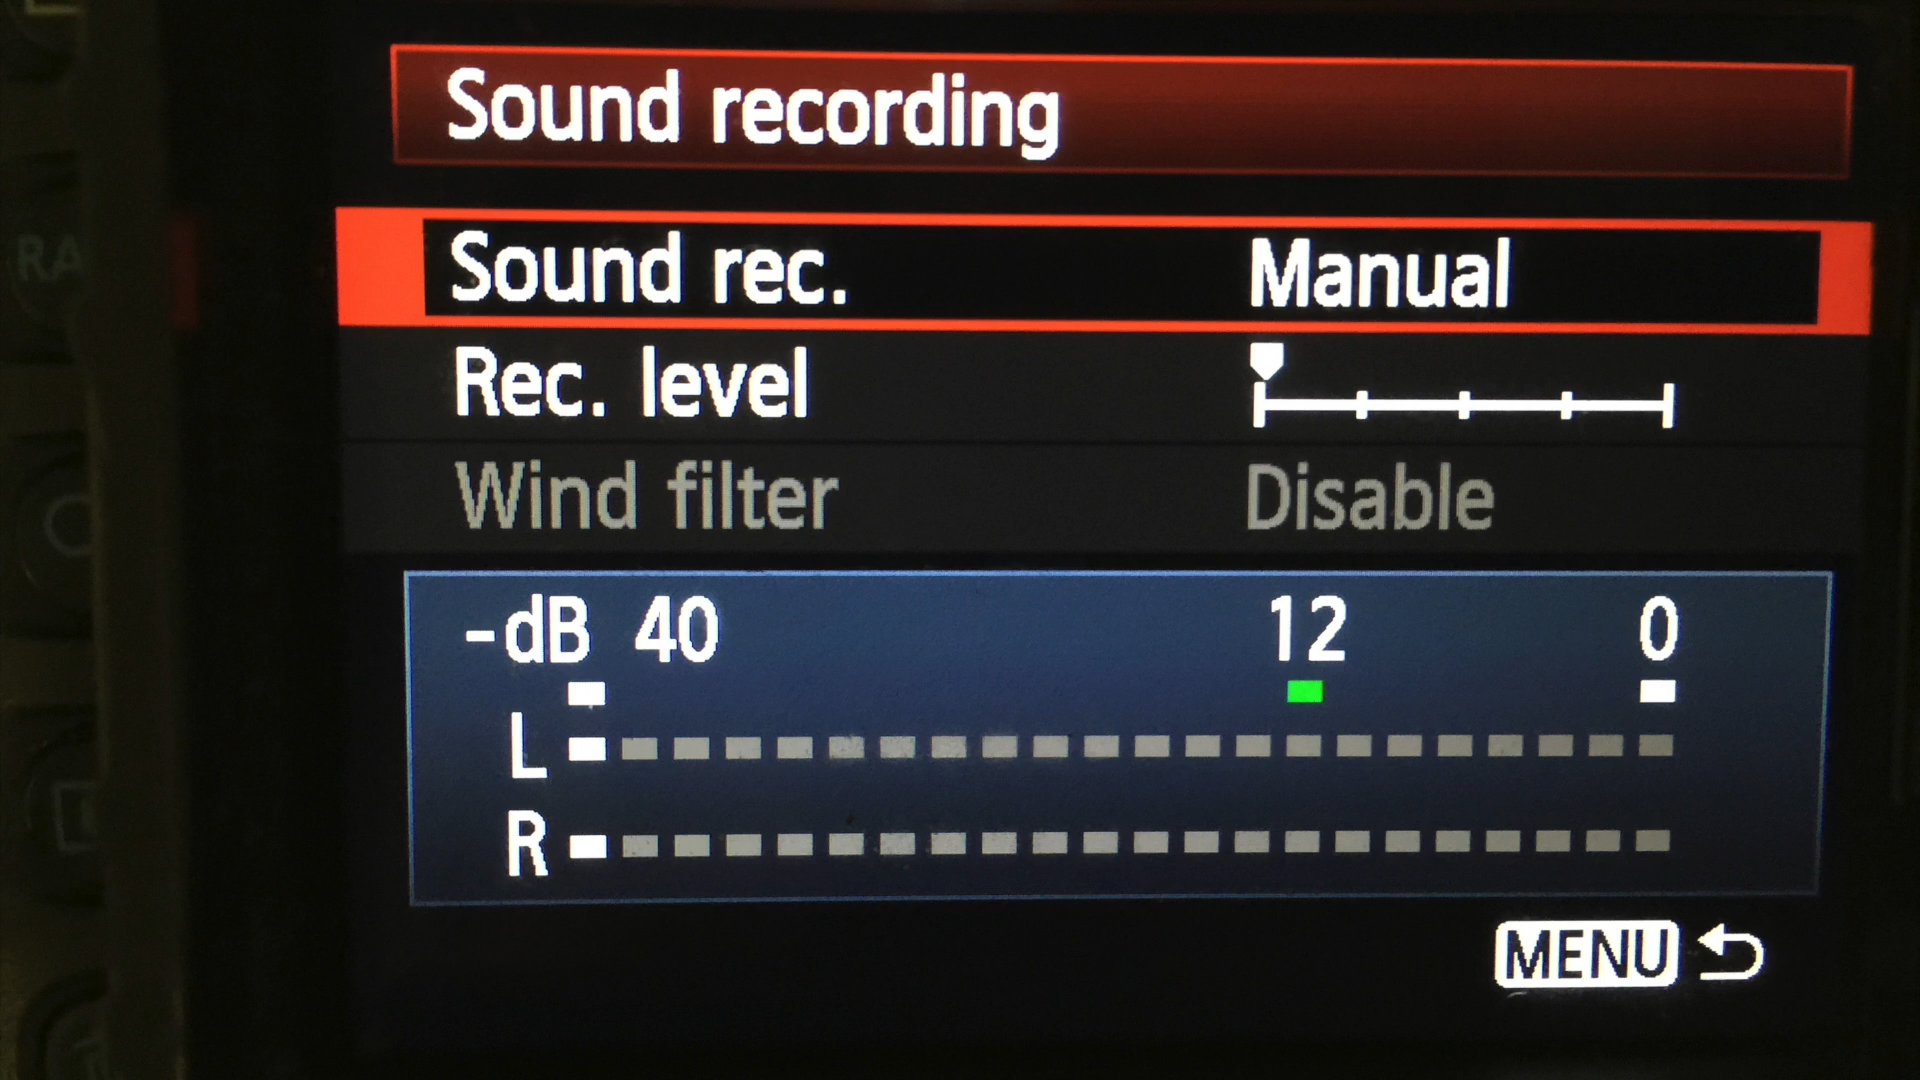 Sound recording
Sound rec. Manual
Rec. level
Wind filter Disable
-dB 40 12 0
L
R
MENU